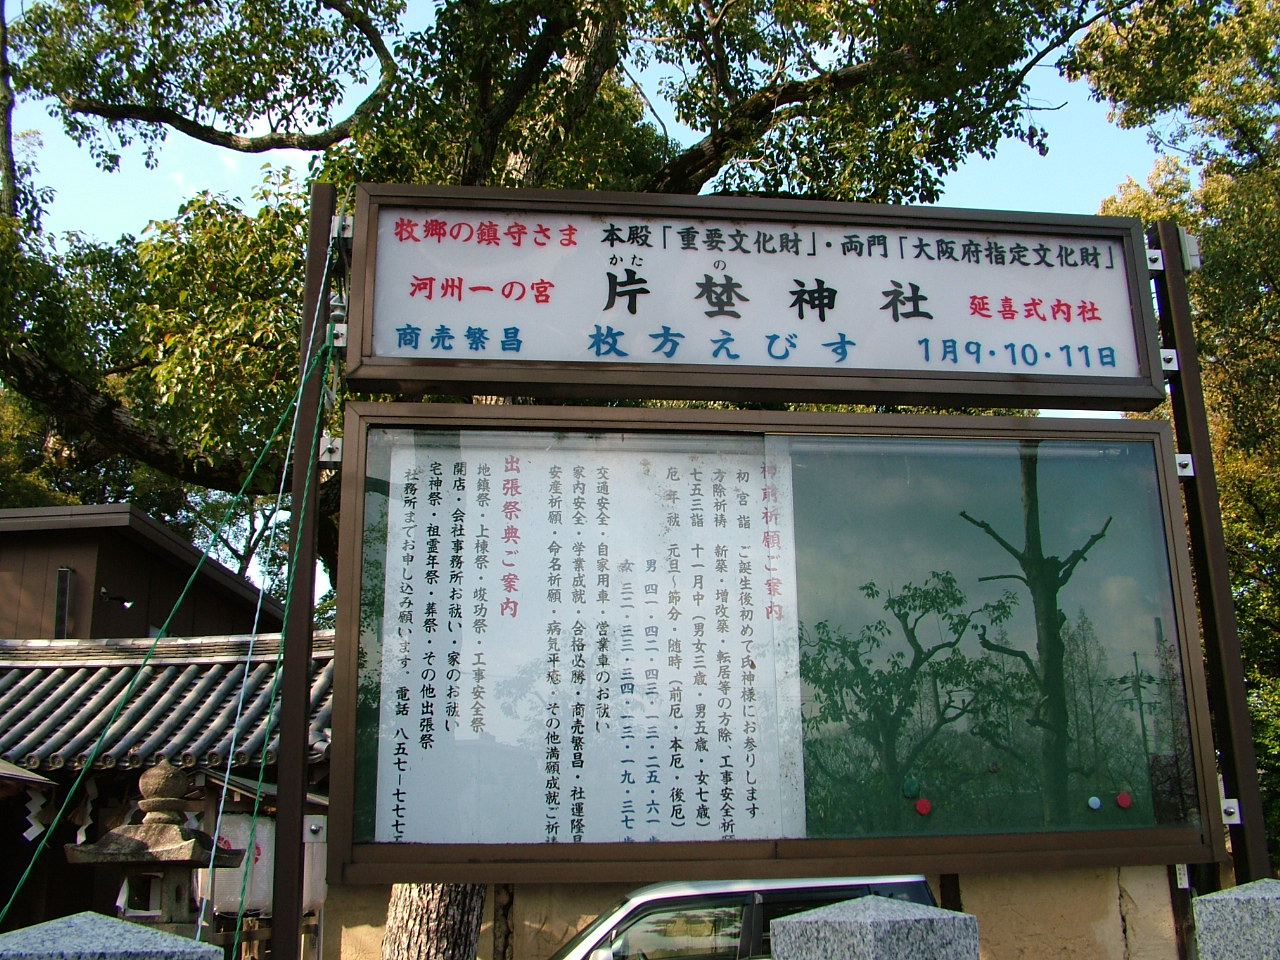 牧郷の鎮守さま 本殿「重要文化財」・両門「大阪府指定文化財」
かた の
河州一の宮 片埜神社 延喜式内社
商売繁昌 枚方えびす 1月9・10・11日
神前祈願ご案内
初宮詣 ご誕生後初めて氏神様にお参りします
方除祈祷 新築・増改築・転居等の方除、工事安全祈願
七五三詣 十一月中(男女三歳・男五歳・女七歳)
厄年祓 元旦～節分・随時(前厄・本厄・後厄)
男 四一・四二・四三・二三・二五・六一
女 三二・三三・三四・一三・一九・三七
交通安全・自家用車・営業車のお祓い
家内安全・学業成就・合格必勝・商売繁昌・社運隆昌
安産祈願・命名祈願・病気平癒・その他満願成就ご祈祷
出張祭典ご案内
地鎮祭・上棟祭・竣功祭・工事安全祭
開店・会社事務所お祓い・家のお祓い
宅神祭・祖霊年祭・葬祭・その他出張祭
社務所までお申し込み願います。電話 八五七ー七七七